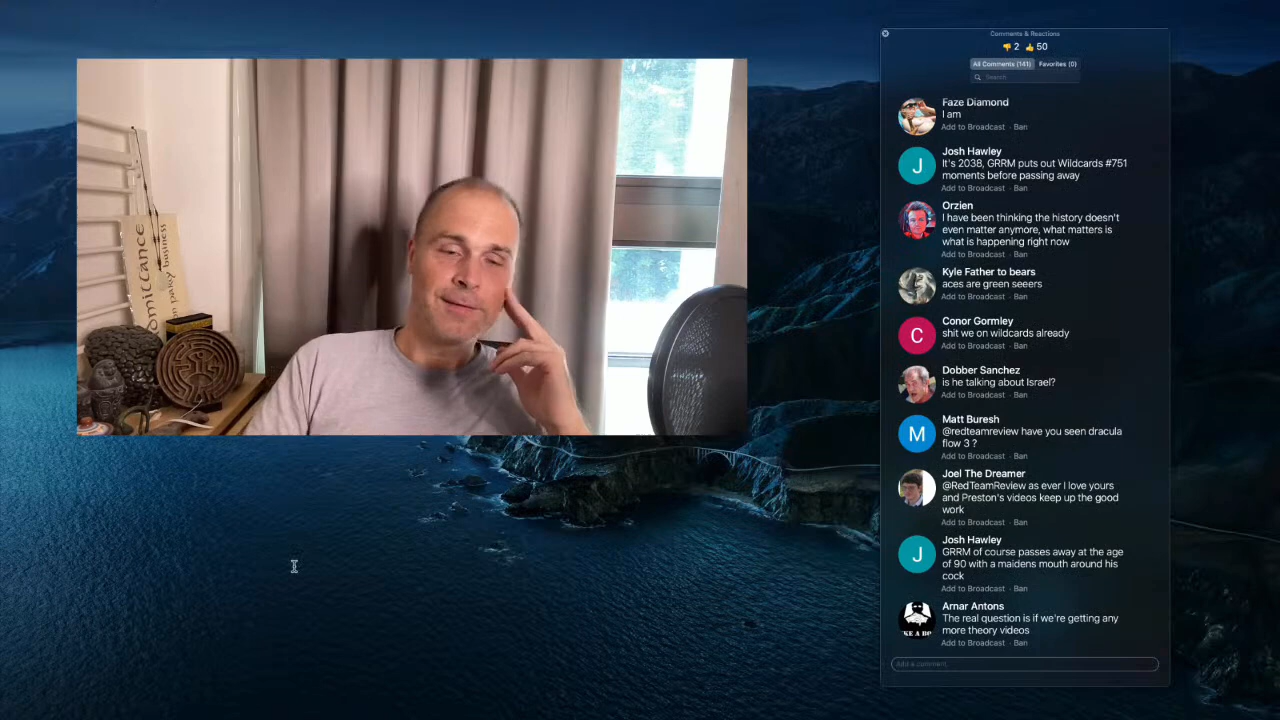 Comments & Reactions
👎 2 👍 50
All Comments (141) Favorites (0)
Search
Faze Diamond
I am
Add to Broadcast · Ban
Josh Hawley
It's 2038, GRRM puts out Wildcards #751
moments before passing away
Add to Broadcast · Ban
Orzien
I have been thinking the history doesn't
even matter anymore, what matters is
what is happening right now
Add to Broadcast · Ban
Kyle Father to bears
aces are green seeers
Add to Broadcast · Ban
C
Conor Gormley
shit we on wildcards already
Add to Broadcast · Ban
Dobber Sanchez
is he talking about Israel?
Add to Broadcast · Ban
M
Matt Buresh
@redteamreview have you seen dracula
flow 3 ?
Add to Broadcast · Ban
Joel The Dreamer
@RedTeamReview as ever I love yours
and Preston's videos keep up the good
work
Add to Broadcast · Ban
J
Josh Hawley
GRRM of course passes away at the age
of 90 with a maidens mouth around his
cock
Add to Broadcast · Ban
Arnar Antons
The real question is if we're getting any
more theory videos
Add to Broadcast · Ban
Add a comment
J
party business